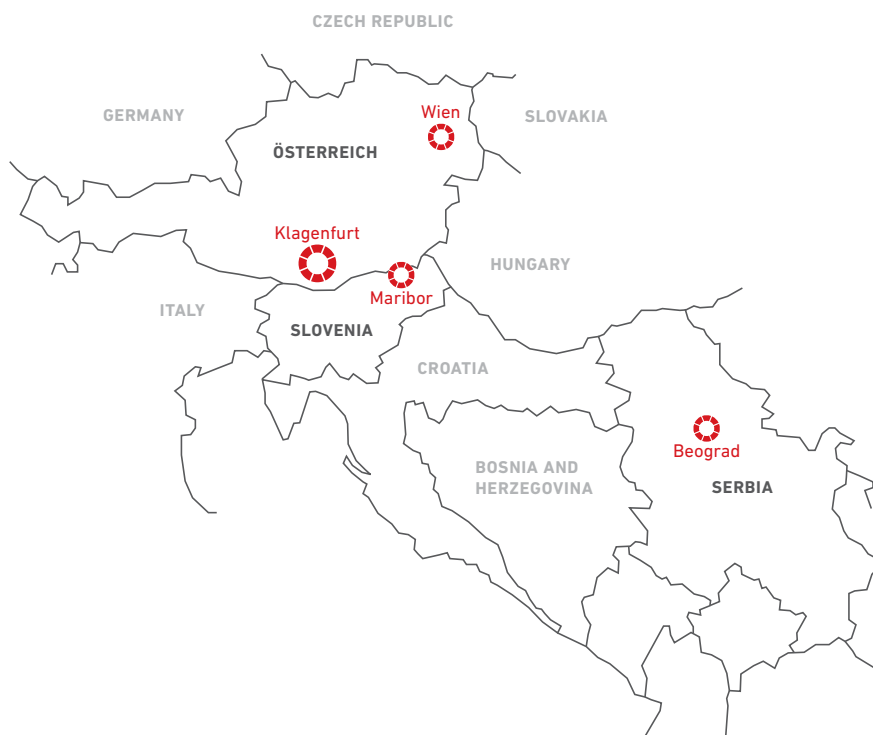 CZECH REPUBLIC
GERMANY
Wien
SLOVAKIA
ÖSTERREICH
Klagenfurt
HUNGARY
Maribor
ITALY
SLOVENIA
CROATIA
Beograd
BOSNIA AND
HERZEGOVINA
SERBIA